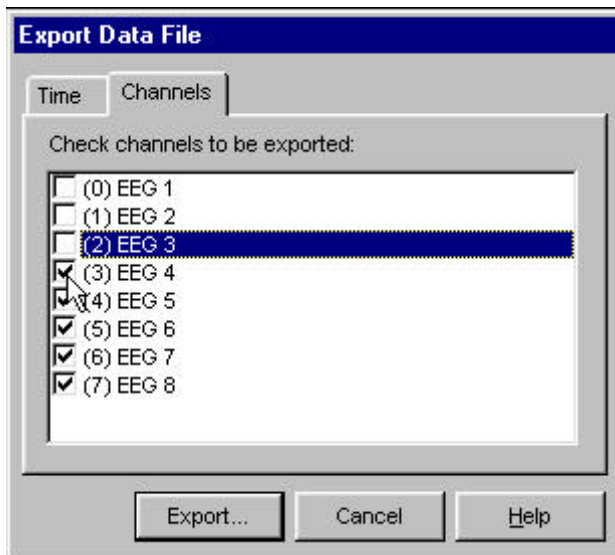 Export Data File
Time Channels
Check channels to be exported:
(0) EEG 1
(1) EEG 2
(2) EEG 3
(3) EEG 4
(4) EEG 5
(5) EEG 6
(6) EEG 7
(7) EEG 8
Export... Cancel Help